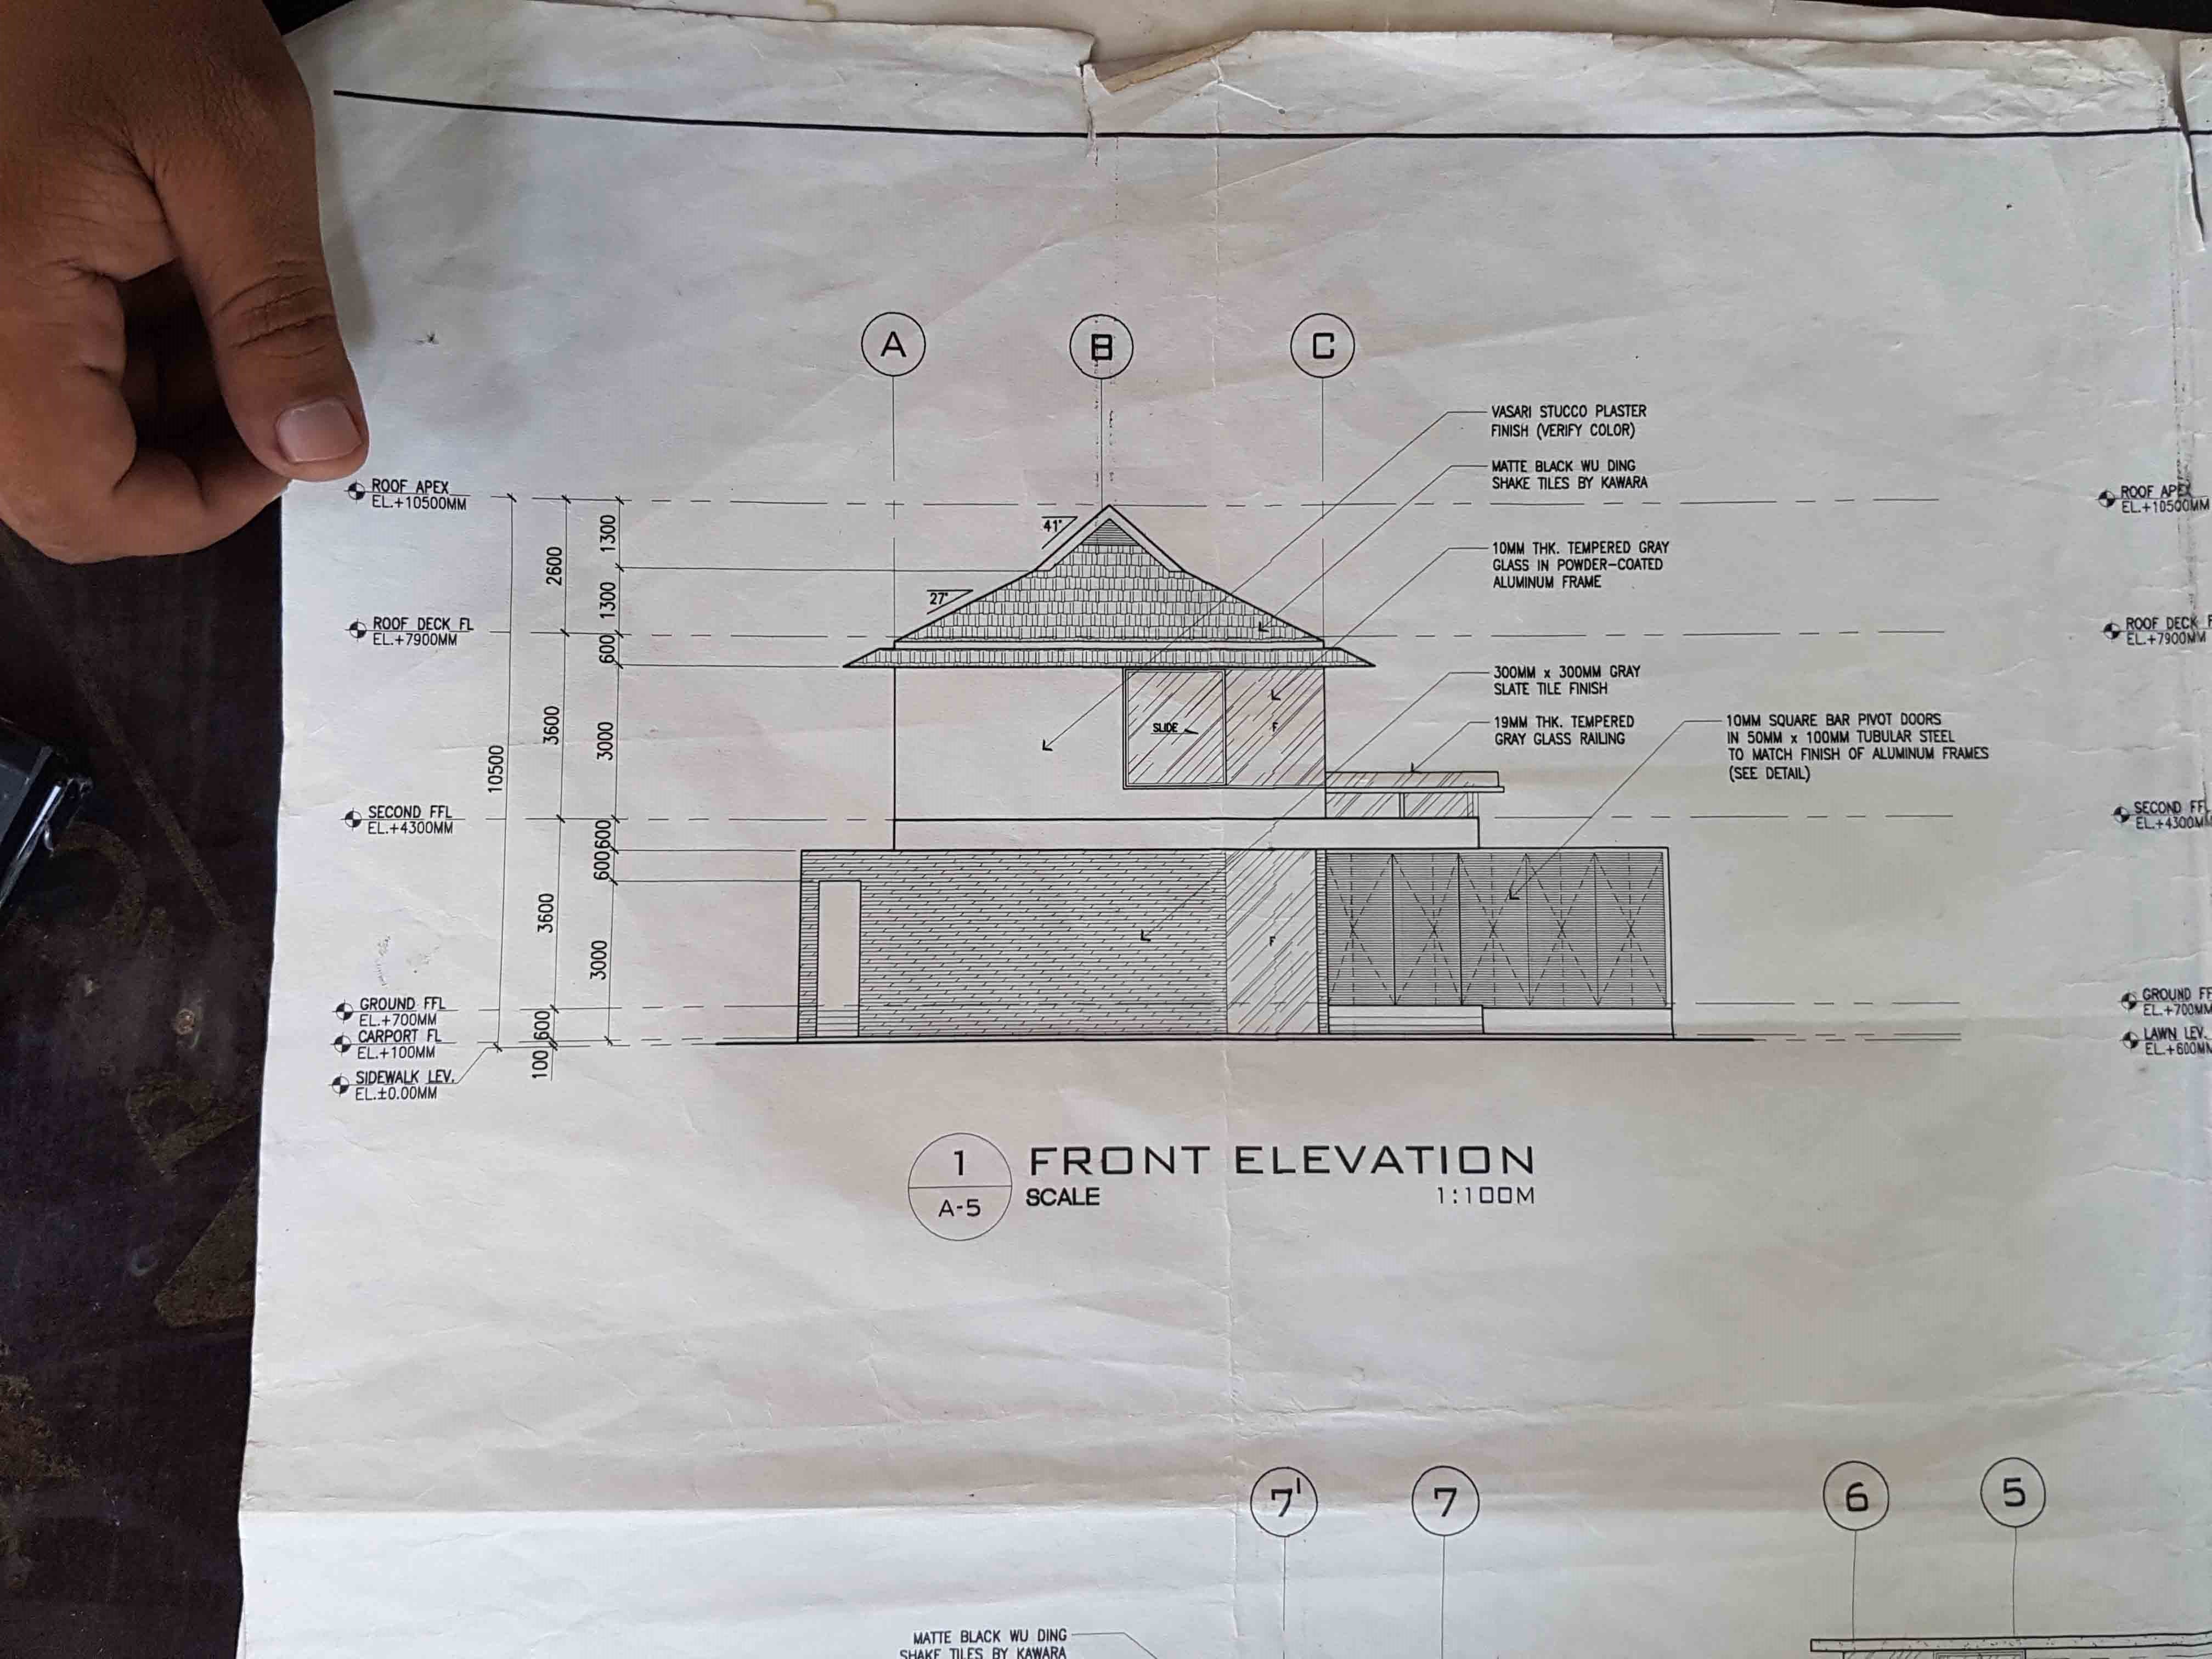 A
B
C
VASARI STUCCO PLASTER
FINISH (VERIFY COLOR)
MATTE BLACK WU DING
SHAKE TILES BY KAWARA
10MM THK. TEMPERED GRAY
GLASS IN POWDER-COATED
ALUMINUM FRAME
300MM x 300MM GRAY
SLATE TILE FINISH
19MM THK. TEMPERED
GRAY GLASS RAILING
10MM SQUARE BAR PIVOT DOORS
IN 50MM x 100MM TUBULAR STEEL
TO MATCH FINISH OF ALUMINUM FRAMES
(SEE DETAIL)
ROOF APEX
EL.+10500MM
ROOF DECK FL
EL.+7900MM
SECOND FFL
EL.+4300MM
GROUND FFL
EL.+700MM
CARPORT FL
EL.+100MM
SIDEWALK LEV.
EL.±0.00MM
10500
2600
3600
3600
600
100
1300
1300
600
3000
600
600
3000
41°
27°
SLIDE
F
F
ROOF APEX
EL.+10500MM
ROOF DECK F
EL.+7900MM
SECOND FFL
EL.+4300M
GROUND FF
EL.+700MM
LAWN LEV.
EL.+600M
1
A-5
FRONT ELEVATION
SCALE
1:100M
7'
7
6
5
MATTE BLACK WU DING
SHAKE TILES BY KAWARA